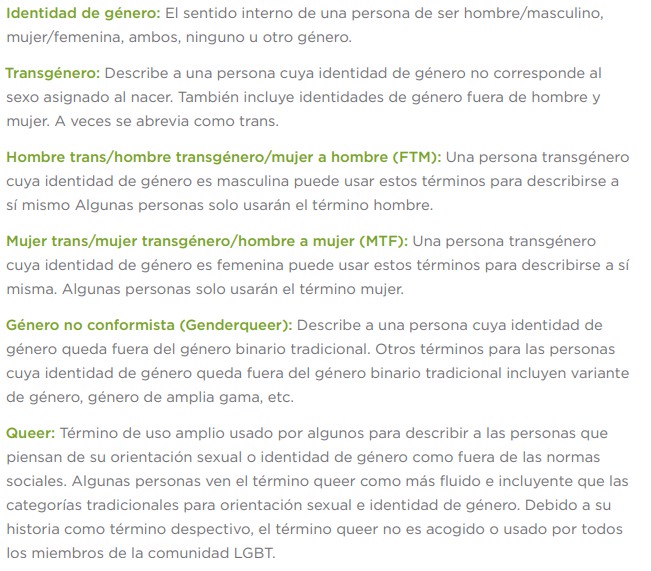 Identidad de género: El sentido interno de una persona de ser hombre/masculino,
mujer/femenina, ambos, ninguno u otro género.
Transgénero: Describe a una persona cuya identidad de género no corresponde al
sexo asignado al nacer. También incluye identidades de género fuera de hombre y
mujer. A veces se abrevia como trans.
Hombre trans/hombre transgénero/mujer a hombre (FTM): Una persona transgénero
cuya identidad de género es masculina puede usar estos términos para describirse a
sí mismo Algunas personas solo usarán el término hombre.
Mujer trans/mujer transgénero/hombre a mujer (MTF): Una persona transgénero
cuya identidad de género es femenina puede usar estos términos para describirse a sí
misma. Algunas personas solo usarán el término mujer.
Género no conformista (Genderqueer): Describe a una persona cuya identidad de
género queda fuera del género binario tradicional. Otros términos para las personas
cuya identidad de género queda fuera del género binario tradicional incluyen variante
de género, género de amplia gama, etc.
Queer: Término de uso amplio usado por algunos para describir a las personas que
piensan de su orientación sexual o identidad de género como fuera de las normas
sociales. Algunas personas ven el término queer como más fluido e incluyente que las
categorías tradicionales para orientación sexual e identidad de género. Debido a su
historia como término despectivo, el término queer no es acogido o usado por todos
los miembros de la comunidad LGBT.